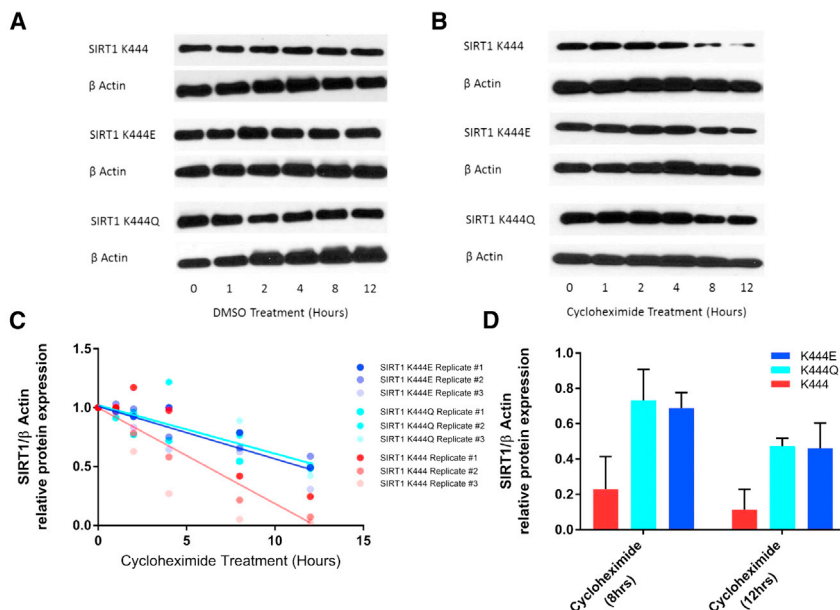 A
SIRT1 K444
β Actin
SIRT1 K444E
β Actin
SIRT1 K444Q
β Actin
0 1 2 4 8 12
DMSO Treatment (Hours)
B
SIRT1 K444
β Actin
SIRT1 K444E
β Actin
SIRT1 K444Q
β Actin
0 1 2 4 8 12
Cycloheximide Treatment (Hours)
C
SIRT1/β Actin
relative protein expression
1.5
1.0
0.5
0.0
0 5 10 15
Cycloheximide Treatment (Hours)
SIRT1 K444E Replicate #1
SIRT1 K444E Replicate #2
SIRT1 K444E Replicate #3
SIRT1 K444Q Replicate #1
SIRT1 K444Q Replicate #2
SIRT1 K444Q Replicate #3
SIRT1 K444 Replicate #1
SIRT1 K444 Replicate #2
SIRT1 K444 Replicate #3
D
SIRT1/β Actin
relative protein expression
1.0
0.8
0.6
0.4
0.2
0.0
K444E
K444Q
K444
Cycloheximide
(8hrs)
Cycloheximide
(12hrs)